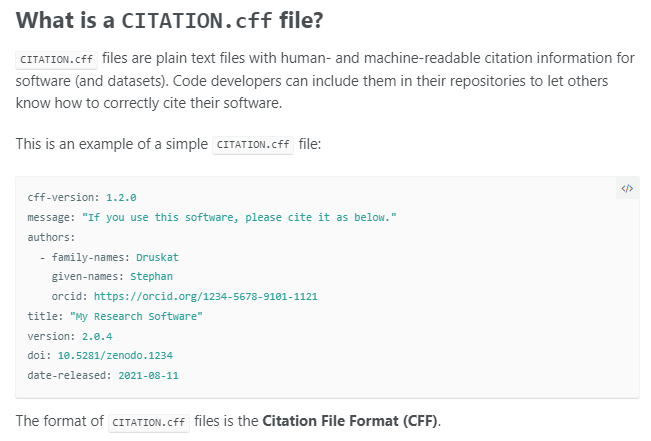 What is a CITATION.cff file?
CITATION.cff files are plain text files with human- and machine-readable citation information for
software (and datasets). Code developers can include them in their repositories to let others
know how to correctly cite their software.
This is an example of a simple CITATION.cff file:
</>
cff-version: 1.2.0
message: "If you use this software, please cite it as below."
authors:
  - family-names: Druskat
    given-names: Stephan
    orcid: https://orcid.org/1234-5678-9101-1121
title: "My Research Software"
version: 2.0.4
doi: 10.5281/zenodo.1234
date-released: 2021-08-11
The format of CITATION.cff files is the Citation File Format (CFF).